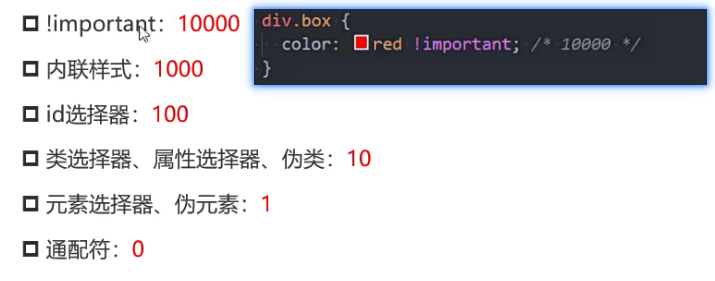 !important：10000
div.box {
color: red !important; /* 10000 */
}
内联样式：1000
id选择器：100
类选择器、属性选择器、伪类：10
元素选择器、伪元素：1
通配符：0